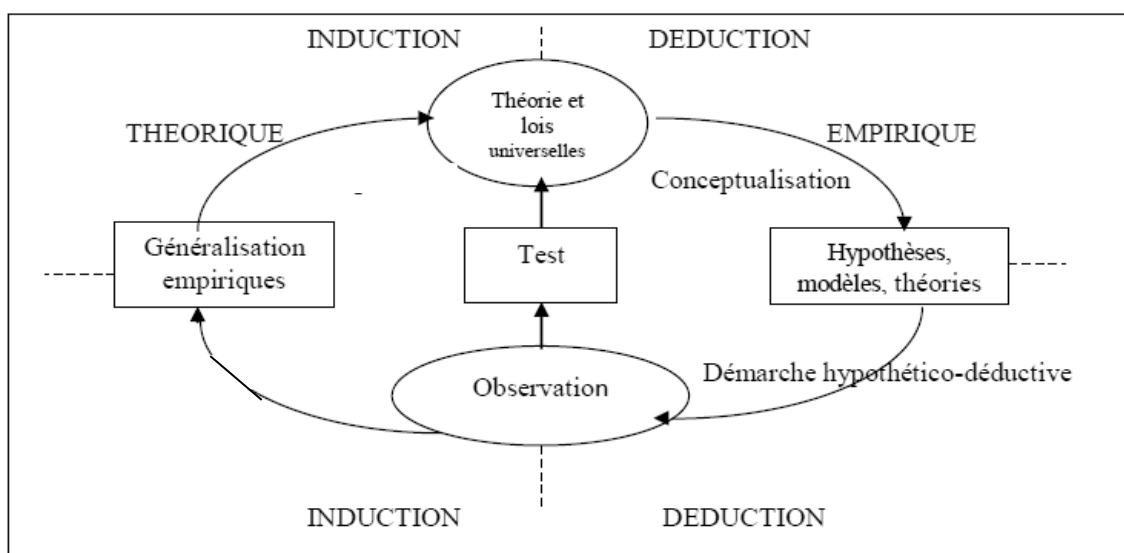 INDUCTION
DEDUCTION
Théorie et
lois
universelles
THEORIQUE
EMPIRIQUE
Conceptualisation
Généralisation
empiriques
Test
Hypothèses,
modèles, théories
Observation
Démarche hypothético-déductive
INDUCTION
DEDUCTION